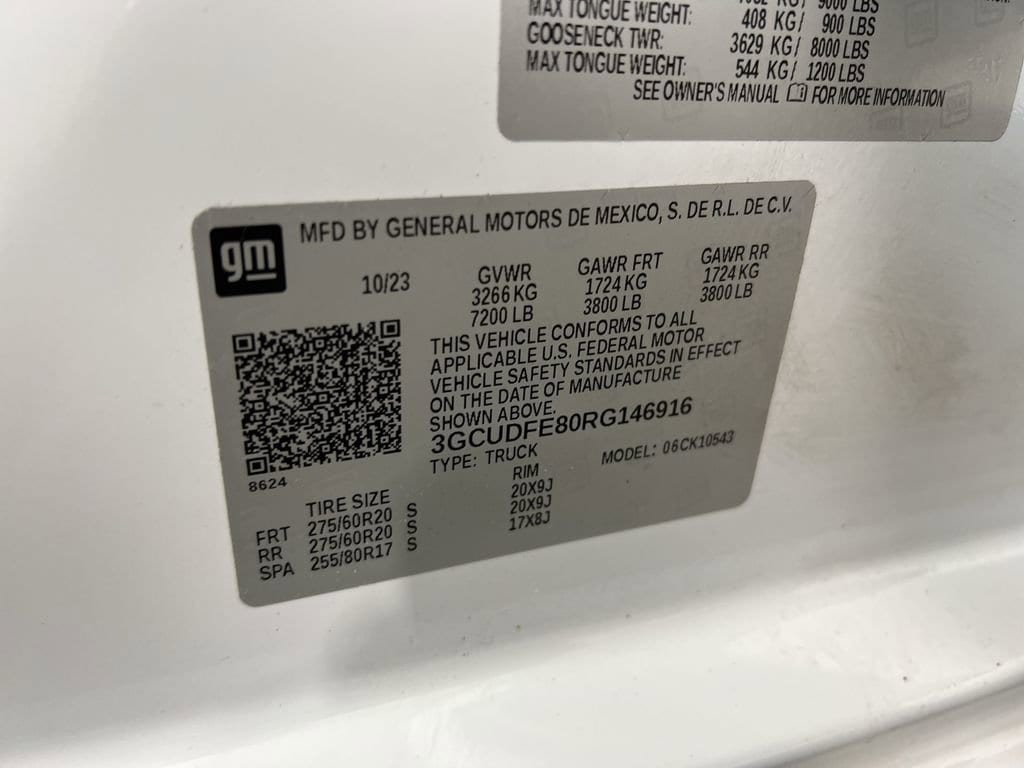 9000 LBS
MAX TONGUE WEIGHT: 408 KG/ 900 LBS
GOOSENECK TWR: 3629 KG/ 8000 LBS
MAX TONGUE WEIGHT: 544 KG/ 1200 LBS
SEE OWNER'S MANUAL FOR MORE INFORMATION
gm
MFD BY GENERAL MOTORS DE MEXICO, S. DE R.L. DE C.V.
10/23 GVWR GAWR FRT GAWR RR
3266 KG 1724 KG 1724 KG
7200 LB 3800 LB 3800 LB
THIS VEHICLE CONFORMS TO ALL
APPLICABLE U.S. FEDERAL MOTOR
VEHICLE SAFETY STANDARDS IN EFFECT
ON THE DATE OF MANUFACTURE
SHOWN ABOVE.
3GCUDFE80RG146916
TYPE: TRUCK MODEL: 06CK10543
8624
TIRE SIZE RIM
FRT 275/60R20 S 20X9J
RR 275/60R20 S 20X9J
SPA 255/80R17 S 17X8J